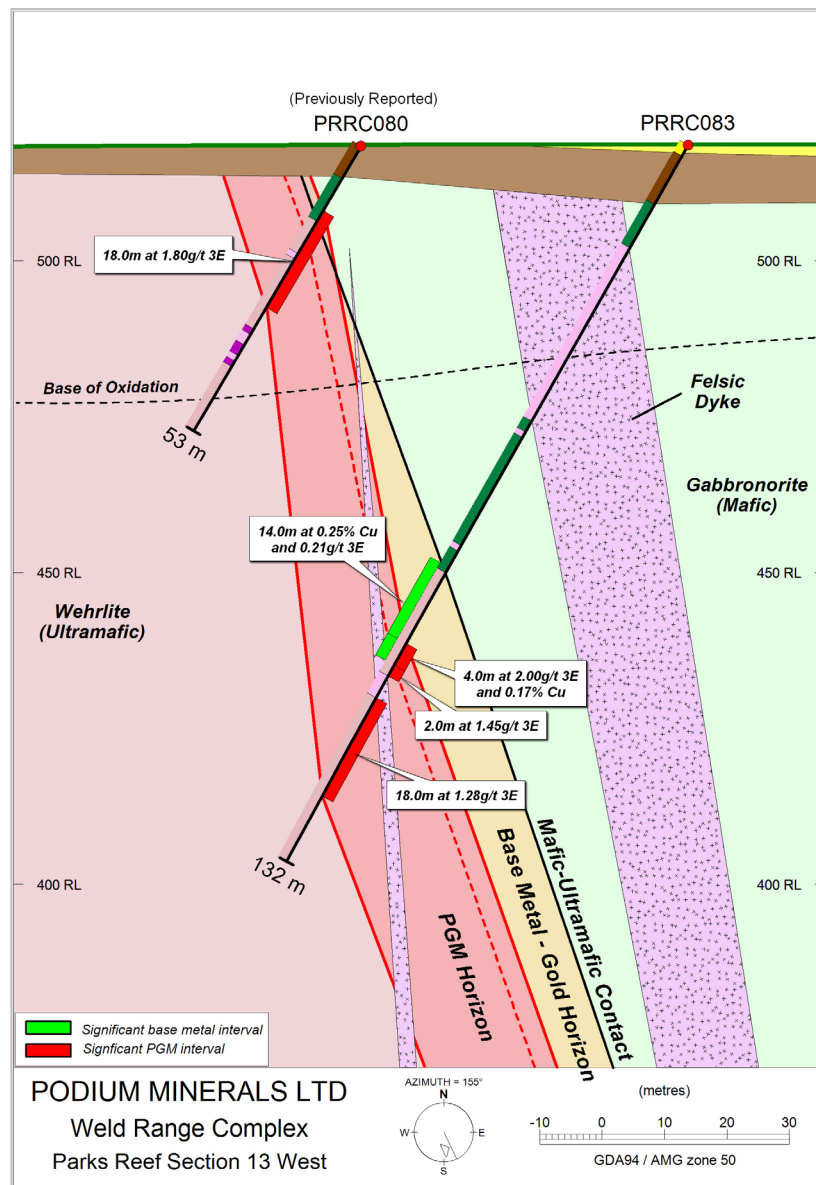 (Previously Reported)
PRRC080
PRRC083
18.0m at 1.80g/t 3E
500 RL
500 RL
Base of Oxidation
Felsic
Dyke
53 m
Gabbronorite
(Mafic)
14.0m at 0.25% Cu
and 0.21g/t 3E
450 RL
450 RL
Wehrlite
(Ultramafic)
4.0m at 2.00g/t 3E
and 0.17% Cu
2.0m at 1.45g/t 3E
18.0m at 1.28g/t 3E
132 m
400 RL
400 RL
PGM Horizon
Base Metal - Gold Horizon
Mafic-Ultramafic Contact
Significant base metal interval
Signficant PGM interval
PODIUM MINERALS LTD
Weld Range Complex
Parks Reef Section 13 West
AZIMUTH = 155°
N
W
E
S
(metres)
-10 0 10 20 30
GDA94 / AMG zone 50